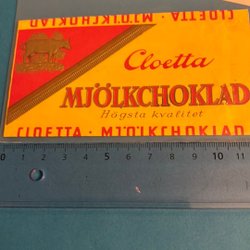 CLOETTA · MJÖLKCHOKLAD
Cloetta
MJÖLKCHOKLAD
Högsta kvalitet
CLOETTA · MJÖLKCHOKLAD
0 1 2 3 4 5 6 7 8 9 10 11 12